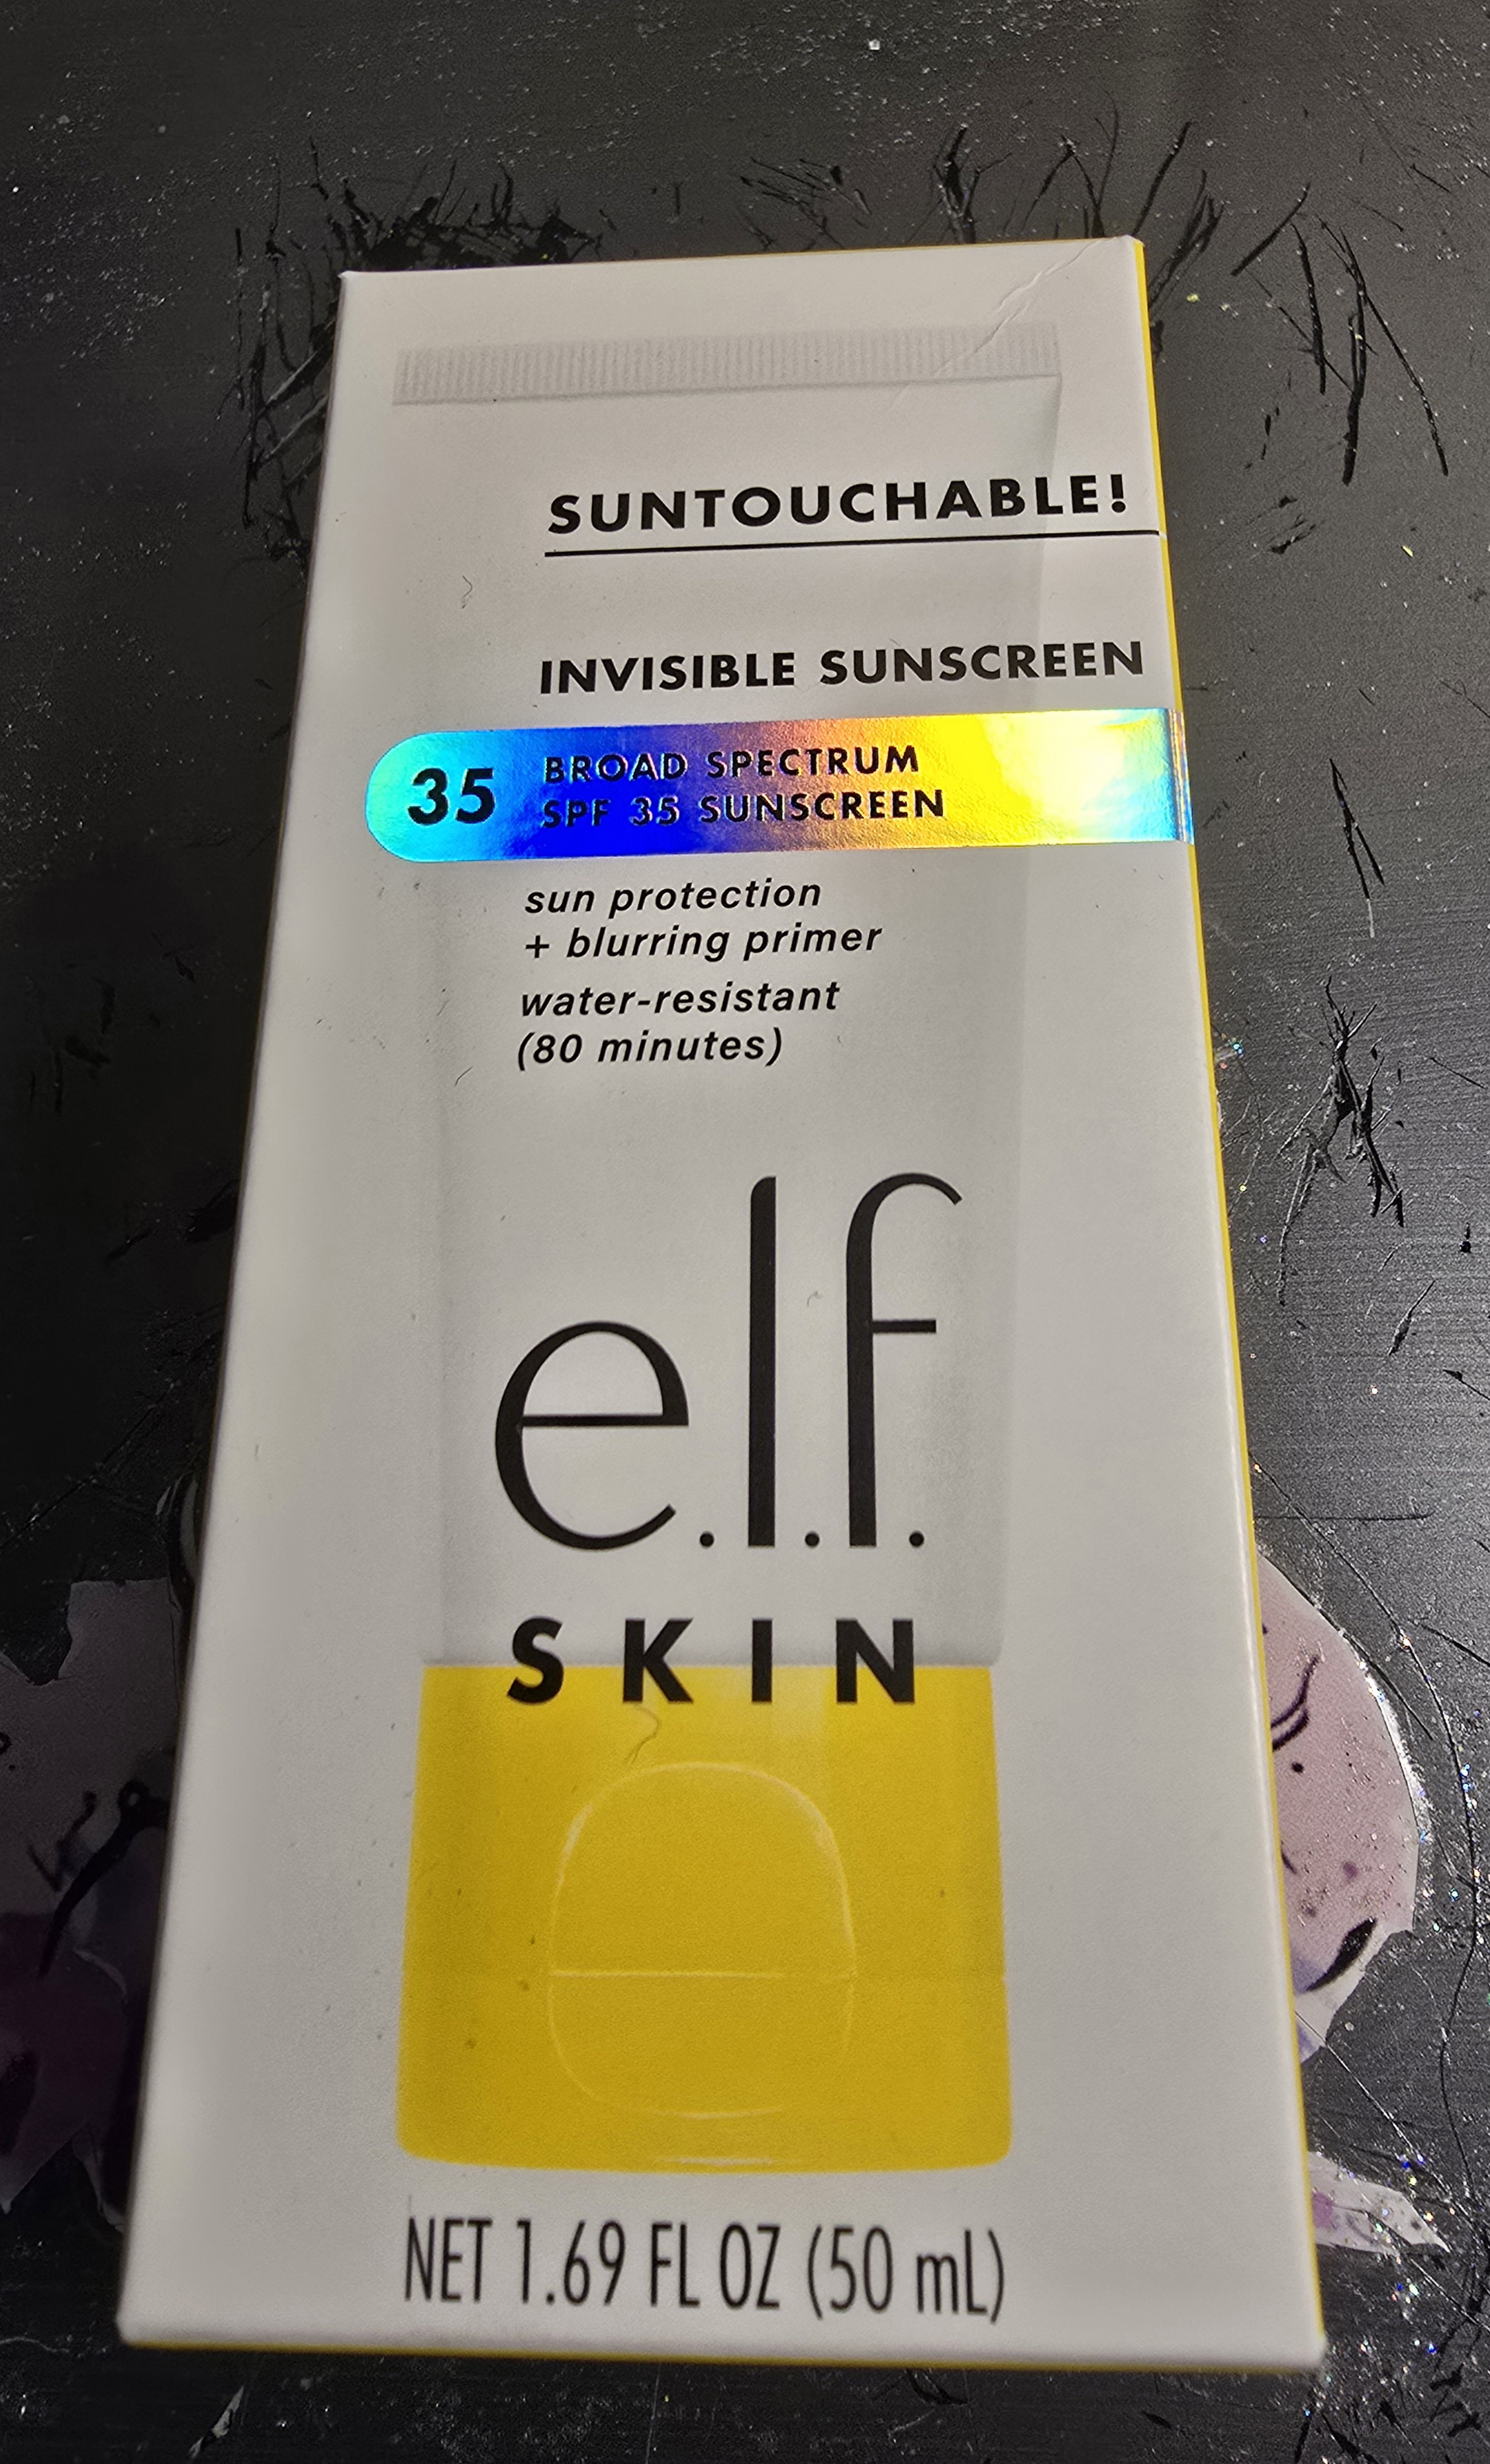 SUNTOUCHABLE!
INVISIBLE SUNSCREEN
35
BROAD SPECTRUM
SPF 35 SUNSCREEN
sun protection
+ blurring primer
water-resistant
(80 minutes)
e.l.f.
SKIN
NET 1.69 FL OZ (50 mL)